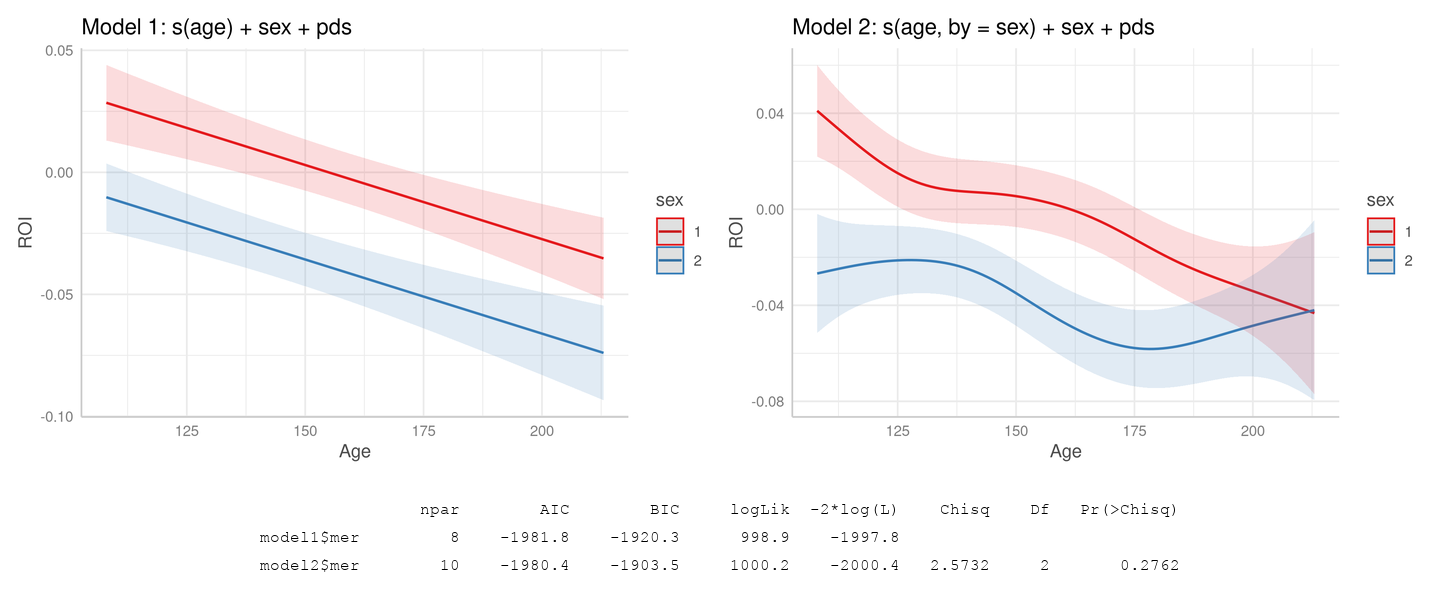 Model 1: s(age) + sex + pds
0.05
0.00
-0.05
-0.10
ROI
125 150 175 200
Age
sex
1
2
Model 2: s(age, by = sex) + sex + pds
0.04
0.00
-0.04
-0.08
ROI
125 150 175 200
Age
sex
1
2
npar AIC BIC logLik -2*log(L) Chisq Df Pr(>Chisq)
model1$mer 8 -1981.8 -1920.3 998.9 -1997.8
model2$mer 10 -1980.4 -1903.5 1000.2 -2000.4 2.5732 2 0.2762